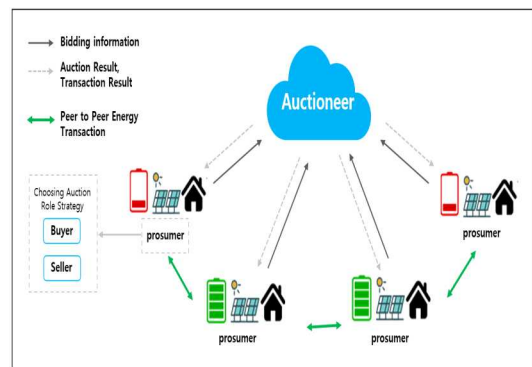 Bidding information
Auction Result,
Transaction Result
Peer to Peer Energy
Transaction
Auctioneer
Choosing Auction
Role Strategy
Buyer
Seller
prosumer
prosumer
prosumer
prosumer